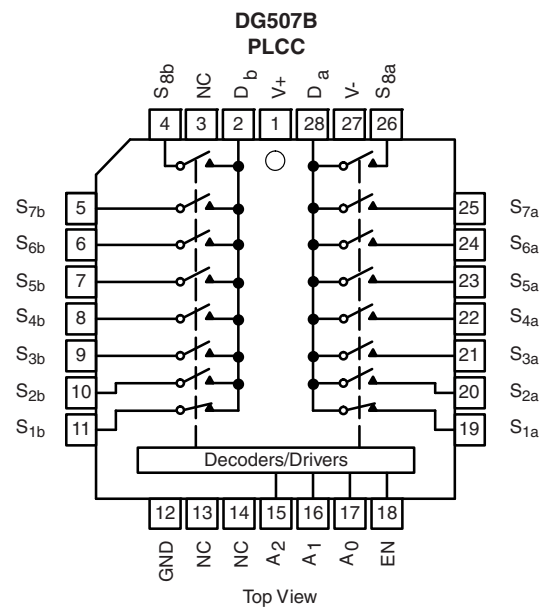 DG507B
PLCC
S8b NC Db V+ Da V- S8a
4 3 2 1 28 27 26
S7b 5 25 S7a
S6b 6 24 S6a
S5b 7 23 S5a
S4b 8 22 S4a
S3b 9 21 S3a
S2b 10 20 S2a
S1b 11 19 S1a
Decoders/Drivers
12 13 14 15 16 17 18
GND NC NC A2 A1 A0 EN
Top View